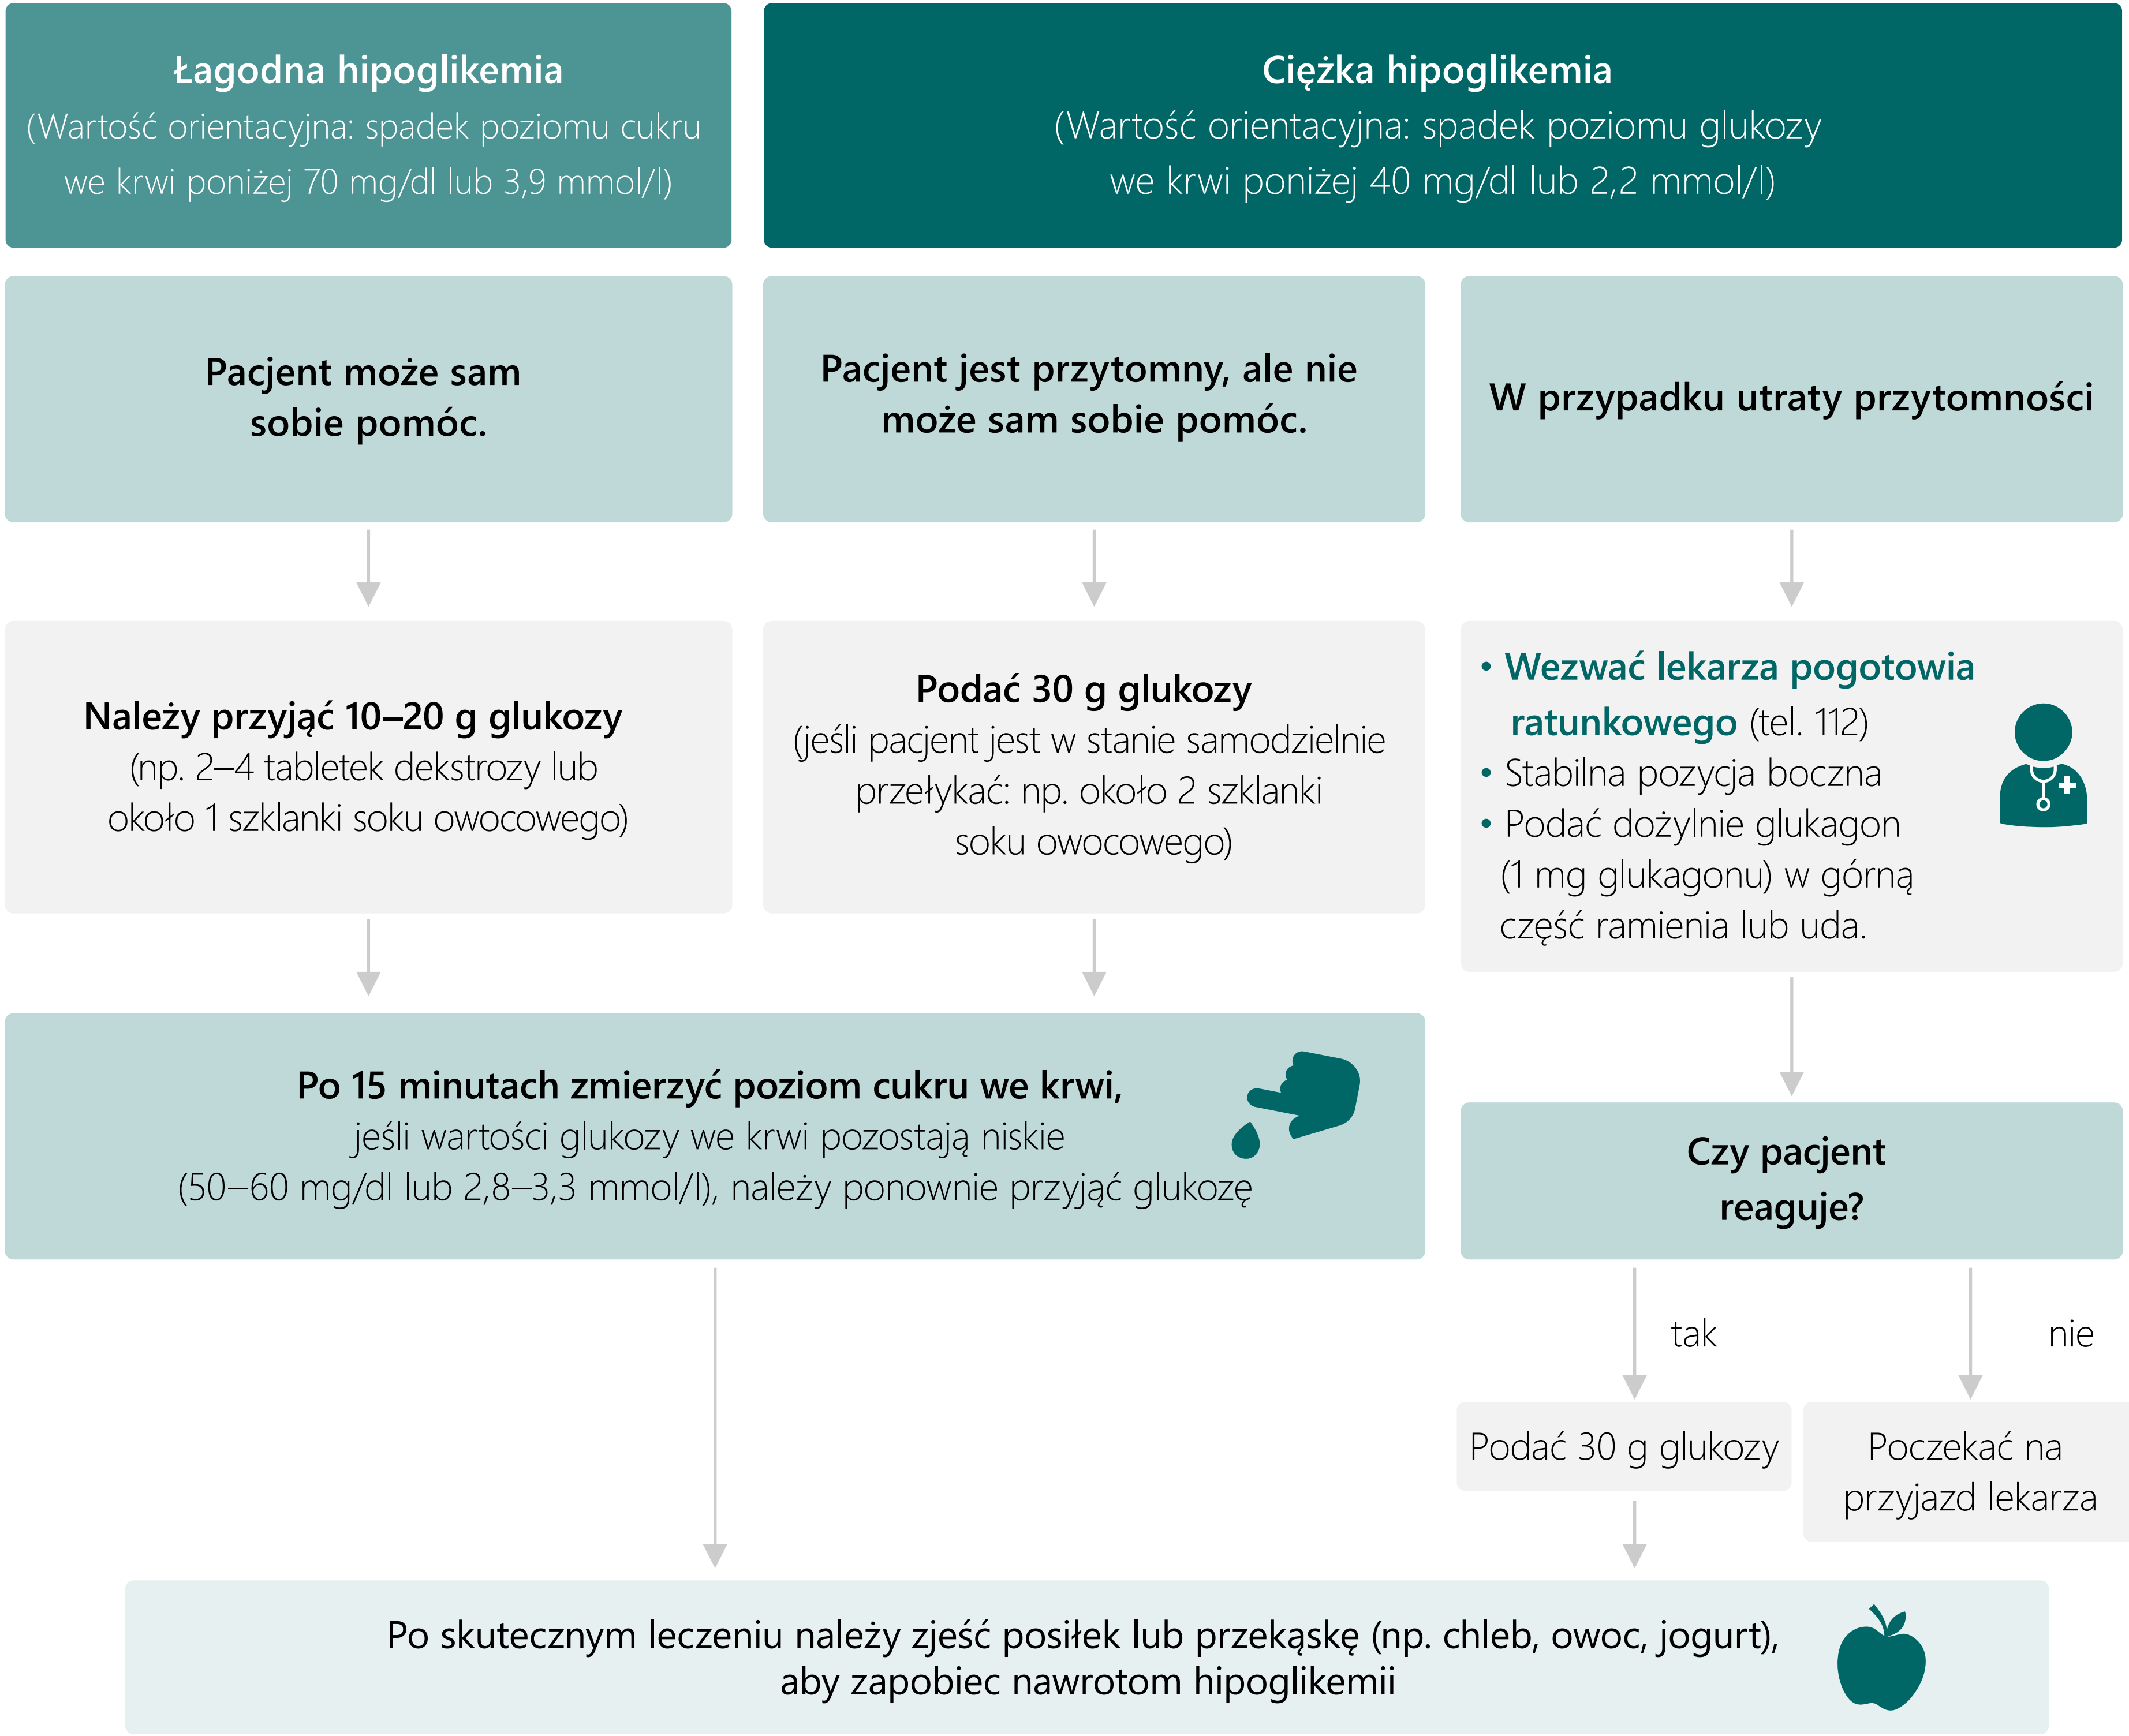 Łagodna hipoglikemia
(Wartość orientacyjna: spadek poziomu cukru
we krwi poniżej 70 mg/dl lub 3,9 mmol/l)
Ciężka hipoglikemia
(Wartość orientacyjna: spadek poziomu glukozy
we krwi poniżej 40 mg/dl lub 2,2 mmol/l)
Pacjent może sam
sobie pomóc.
Pacjent jest przytomny, ale nie
może sam sobie pomóc.
W przypadku utraty przytomności
Należy przyjąć 10–20 g glukozy
(np. 2–4 tabletek dekstrozy lub
około 1 szklanki soku owocowego)
Podać 30 g glukozy
(jeśli pacjent jest w stanie samodzielnie
przełykać: np. około 2 szklanki
soku owocowego)
• Wezwać lekarza pogotowia
ratunkowego (tel. 112)
• Stabilna pozycja boczna
• Podać dożylnie glukagon
(1 mg glukagonu) w górną
część ramienia lub uda.
Po 15 minutach zmierzyć poziom cukru we krwi,
jeśli wartości glukozy we krwi pozostają niskie
(50–60 mg/dl lub 2,8–3,3 mmol/l), należy ponownie przyjąć glukozę
Czy pacjent
reaguje?
tak
nie
Podać 30 g glukozy
Poczekać na
przyjazd lekarza
Po skutecznym leczeniu należy zjeść posiłek lub przekąskę (np. chleb, owoc, jogurt),
aby zapobiec nawrotom hipoglikemii